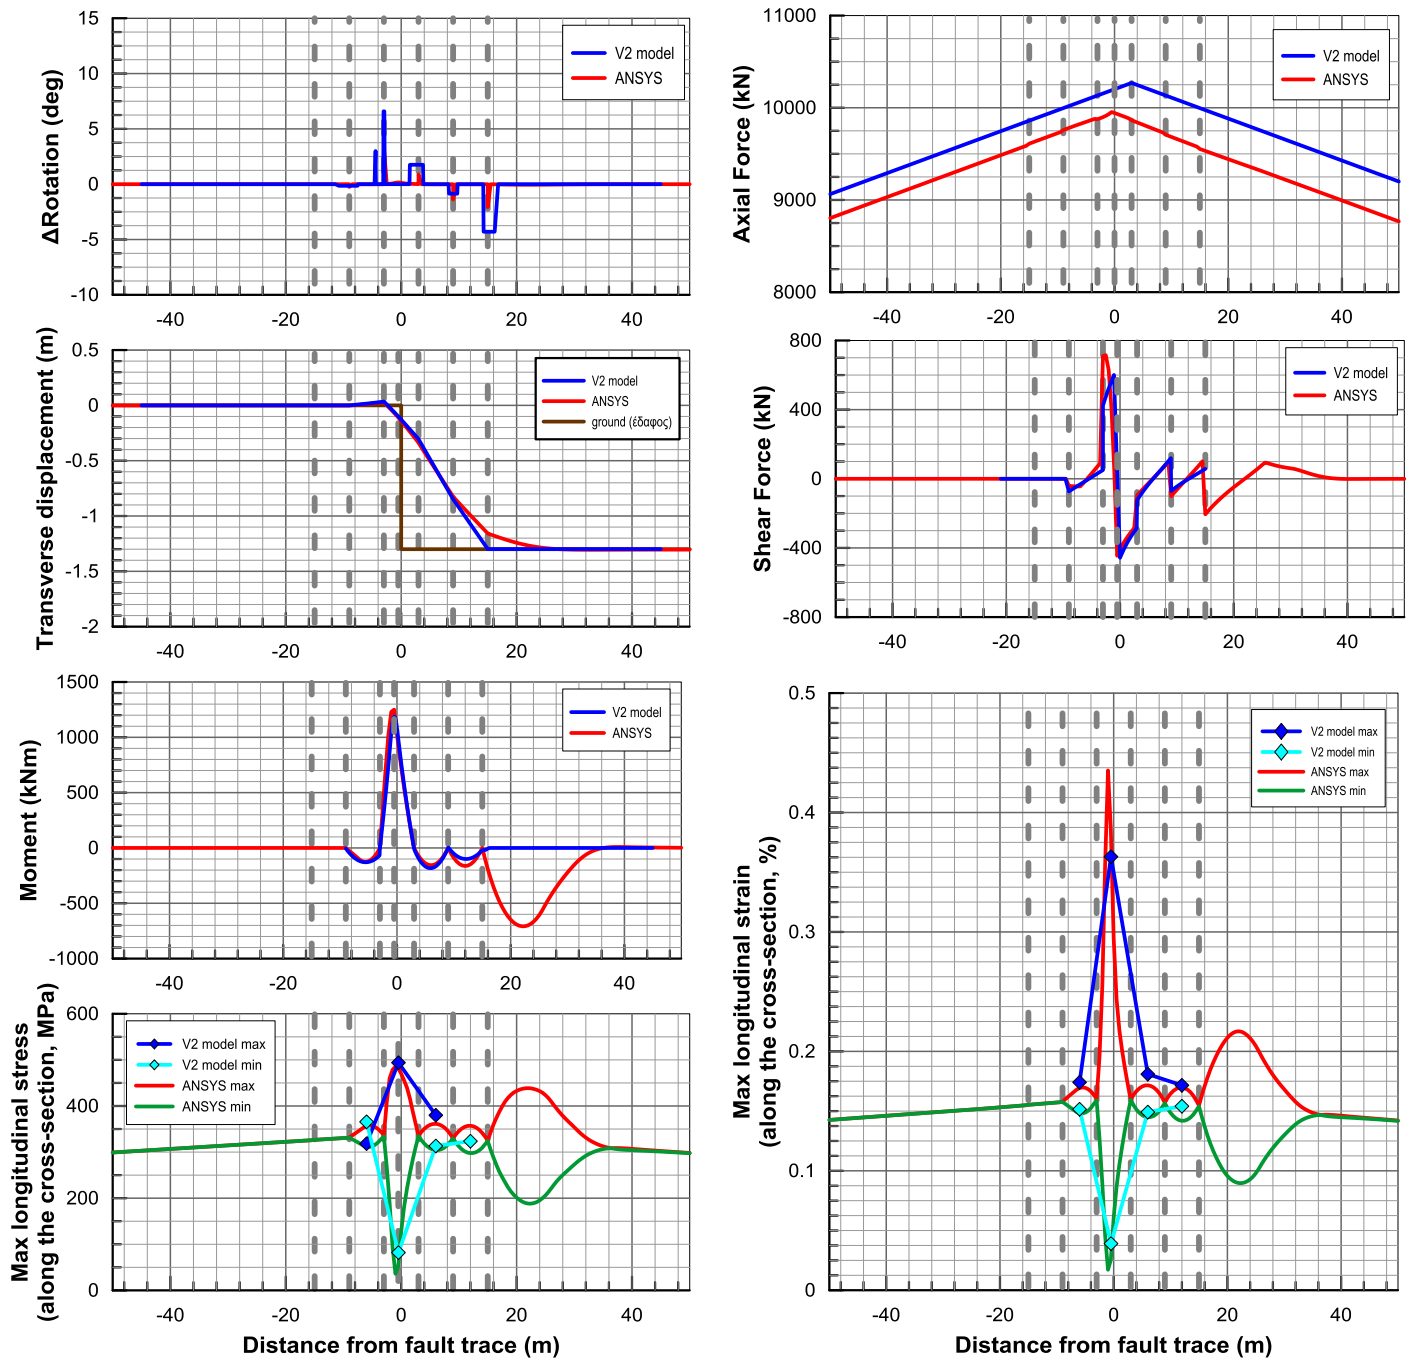 ΔRotation (deg)
15
10
5
0
-5
-10
V2 model
ANSYS
-40
-20
0
20
40
Axial Force (kN)
11000
10000
9000
8000
V2 model
ANSYS
-40
-20
0
20
40
Transverse displacement (m)
0.5
0
-0.5
-1
-1.5
-2
V2 model
ANSYS
ground (έδαφος)
-40
-20
0
20
40
Shear Force (kN)
800
400
0
-400
-800
V2 model
ANSYS
-40
-20
0
20
40
Moment (kNm)
1500
1000
500
0
-500
-1000
V2 model
ANSYS
-40
-20
0
20
40
Max longitudinal stress
(along the cross-section, MPa)
600
400
200
0
V2 model max
V2 model min
ANSYS max
ANSYS min
-40
-20
0
20
40
Distance from fault trace (m)
Max longitudinal strain
(along the cross-section, %)
0.5
0.4
0.3
0.2
0.1
0
V2 model max
V2 model min
ANSYS max
ANSYS min
-40
-20
0
20
40
Distance from fault trace (m)